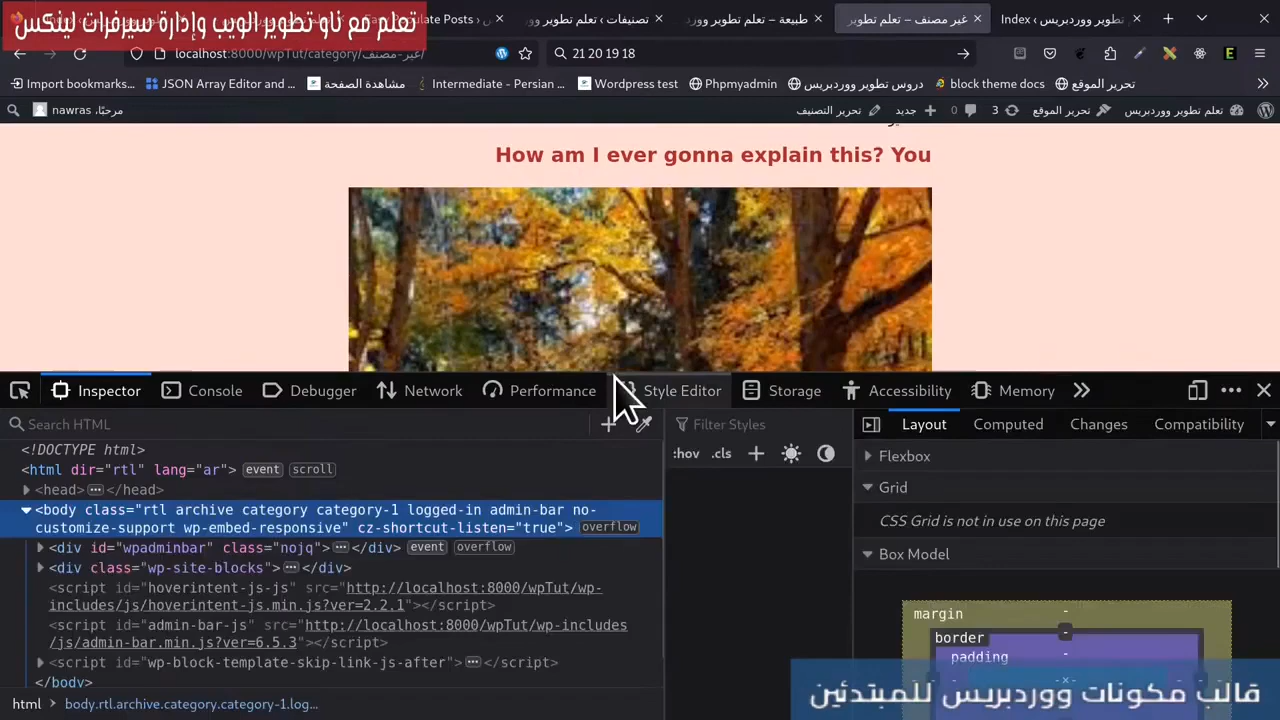 تعلم مع ناو تطوير الويب وإدارة سيرفرات لينكس
تصنيفات ‹ تعلم تطوير وورد
طبيعة – تعلم تطوير وورد
غير مصنف – تعلم تطوير
Index ‹ تعلم تطوير ووردبريس
localhost:8000/wpTut/category/غير-مصنف/
21 20 19 18
Import bookmarks...
JSON Array Editor and ...
مشاهدة الصفحة
Intermediate - Persian ...
Wordpress test
Phpmyadmin
دروس تطوير ووردبريس
block theme docs
تحرير الموقع
مرحبًا، nawras
تحرير التصنيف
جديد
0
3
تحرير الموقع
تعلم تطوير ووردبريس
How am I ever gonna explain this? You
Inspector
Console
Debugger
Network
Performance
Style Editor
Storage
Accessibility
Memory
Search HTML
Filter Styles
Layout
Computed
Changes
Compatibility
:hov .cls
<!DOCTYPE html>
<html dir="rtl" lang="ar"> event scroll
<head> </head>
<body class="rtl archive category category-1 logged-in admin-bar no-
customize-support wp-embed-responsive" cz-shortcut-listen="true"> overflow
<div id="wpadminbar" class="nojq"> </div> event overflow
<div class="wp-site-blocks"> </div>
<script id="hoverintent-js-js" src="http://localhost:8000/wpTut/wp-
includes/js/hoverintent-js.min.js?ver=2.2.1"></script>
<script id="admin-bar-js" src="http://localhost:8000/wpTut/wp-includes
/js/admin-bar.min.js?ver=6.5.3"></script>
<script id="wp-block-template-skip-link-js-after"> </script>
</body>
Flexbox
Grid
CSS Grid is not in use on this page
Box Model
margin
-
border
-
padding
-
html
body.rtl.archive.category.category-1.log...
قالب مكونات ووردبريس للمبتدئين